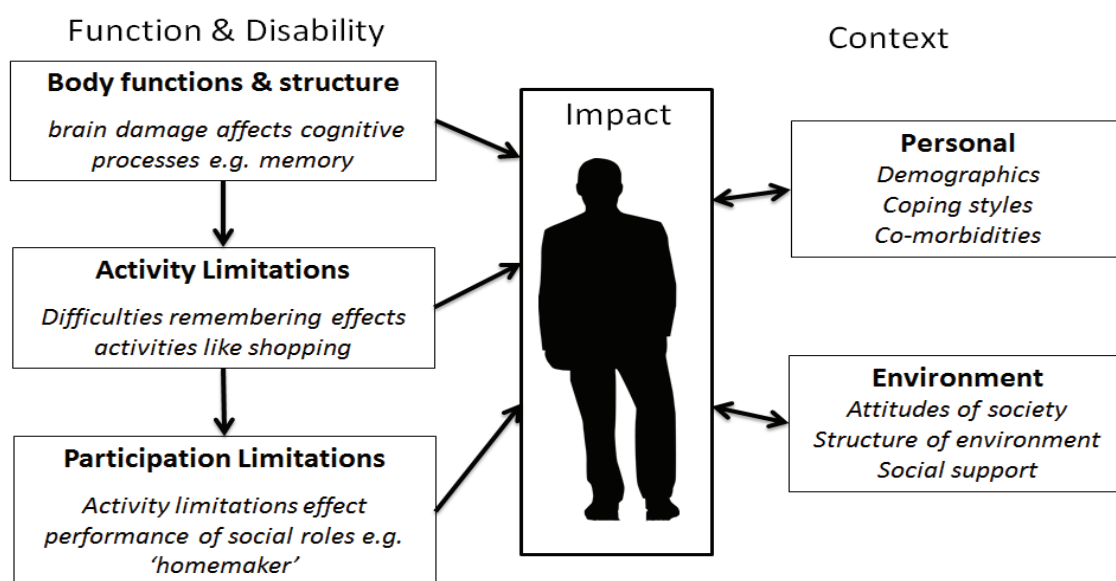 Function & Disability
Body functions & structure
brain damage affects cognitive
processes e.g. memory
Activity Limitations
Difficulties remembering effects
activities like shopping
Participation Limitations
Activity limitations effect
performance of social roles e.g.
‘homemaker’
Impact
Context
Personal
Demographics
Coping styles
Co-morbidities
Environment
Attitudes of society
Structure of environment
Social support